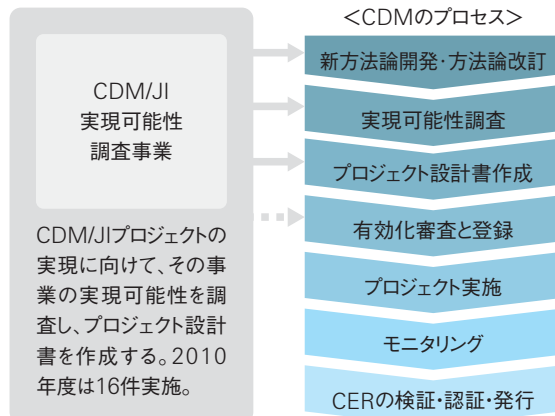 CDM/JI
実現可能性
調査事業
CDM/JIプロジェクトの
実現に向けて、その事
業の実現可能性を調
査し、プロジェクト設計
書を作成する。2010
年度は16件実施。
＜CDMのプロセス＞
新方法論開発・方法論改訂
実現可能性調査
プロジェクト設計書作成
有効化審査と登録
プロジェクト実施
モニタリング
CERの検証・認証・発行